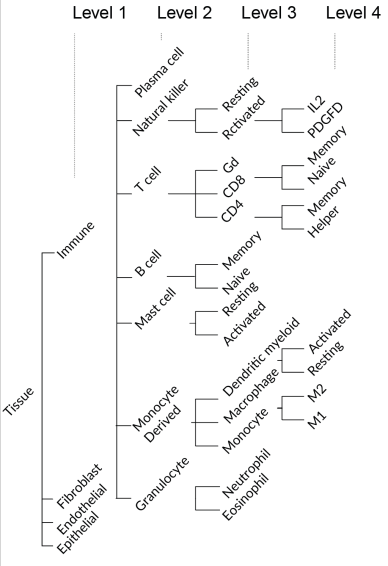 Level 1
Level 2
Level 3
Level 4
Tissue
Immune
Fibroblast
Endothelial
Epithelial
Plasma cell
Natural killer
T cell
B cell
Mast cell
Monocyte
Derived
Granulocyte
Resting
Rctivated
Gd
CD8
CD4
Memory
Naive
Resting
Activated
Dendritic myeloid
Macrophage
Monocyte
Neutrophil
Eosinophil
IL2
PDGFD
Memory
Naive
Memory
Helper
Activated
Resting
M2
M1